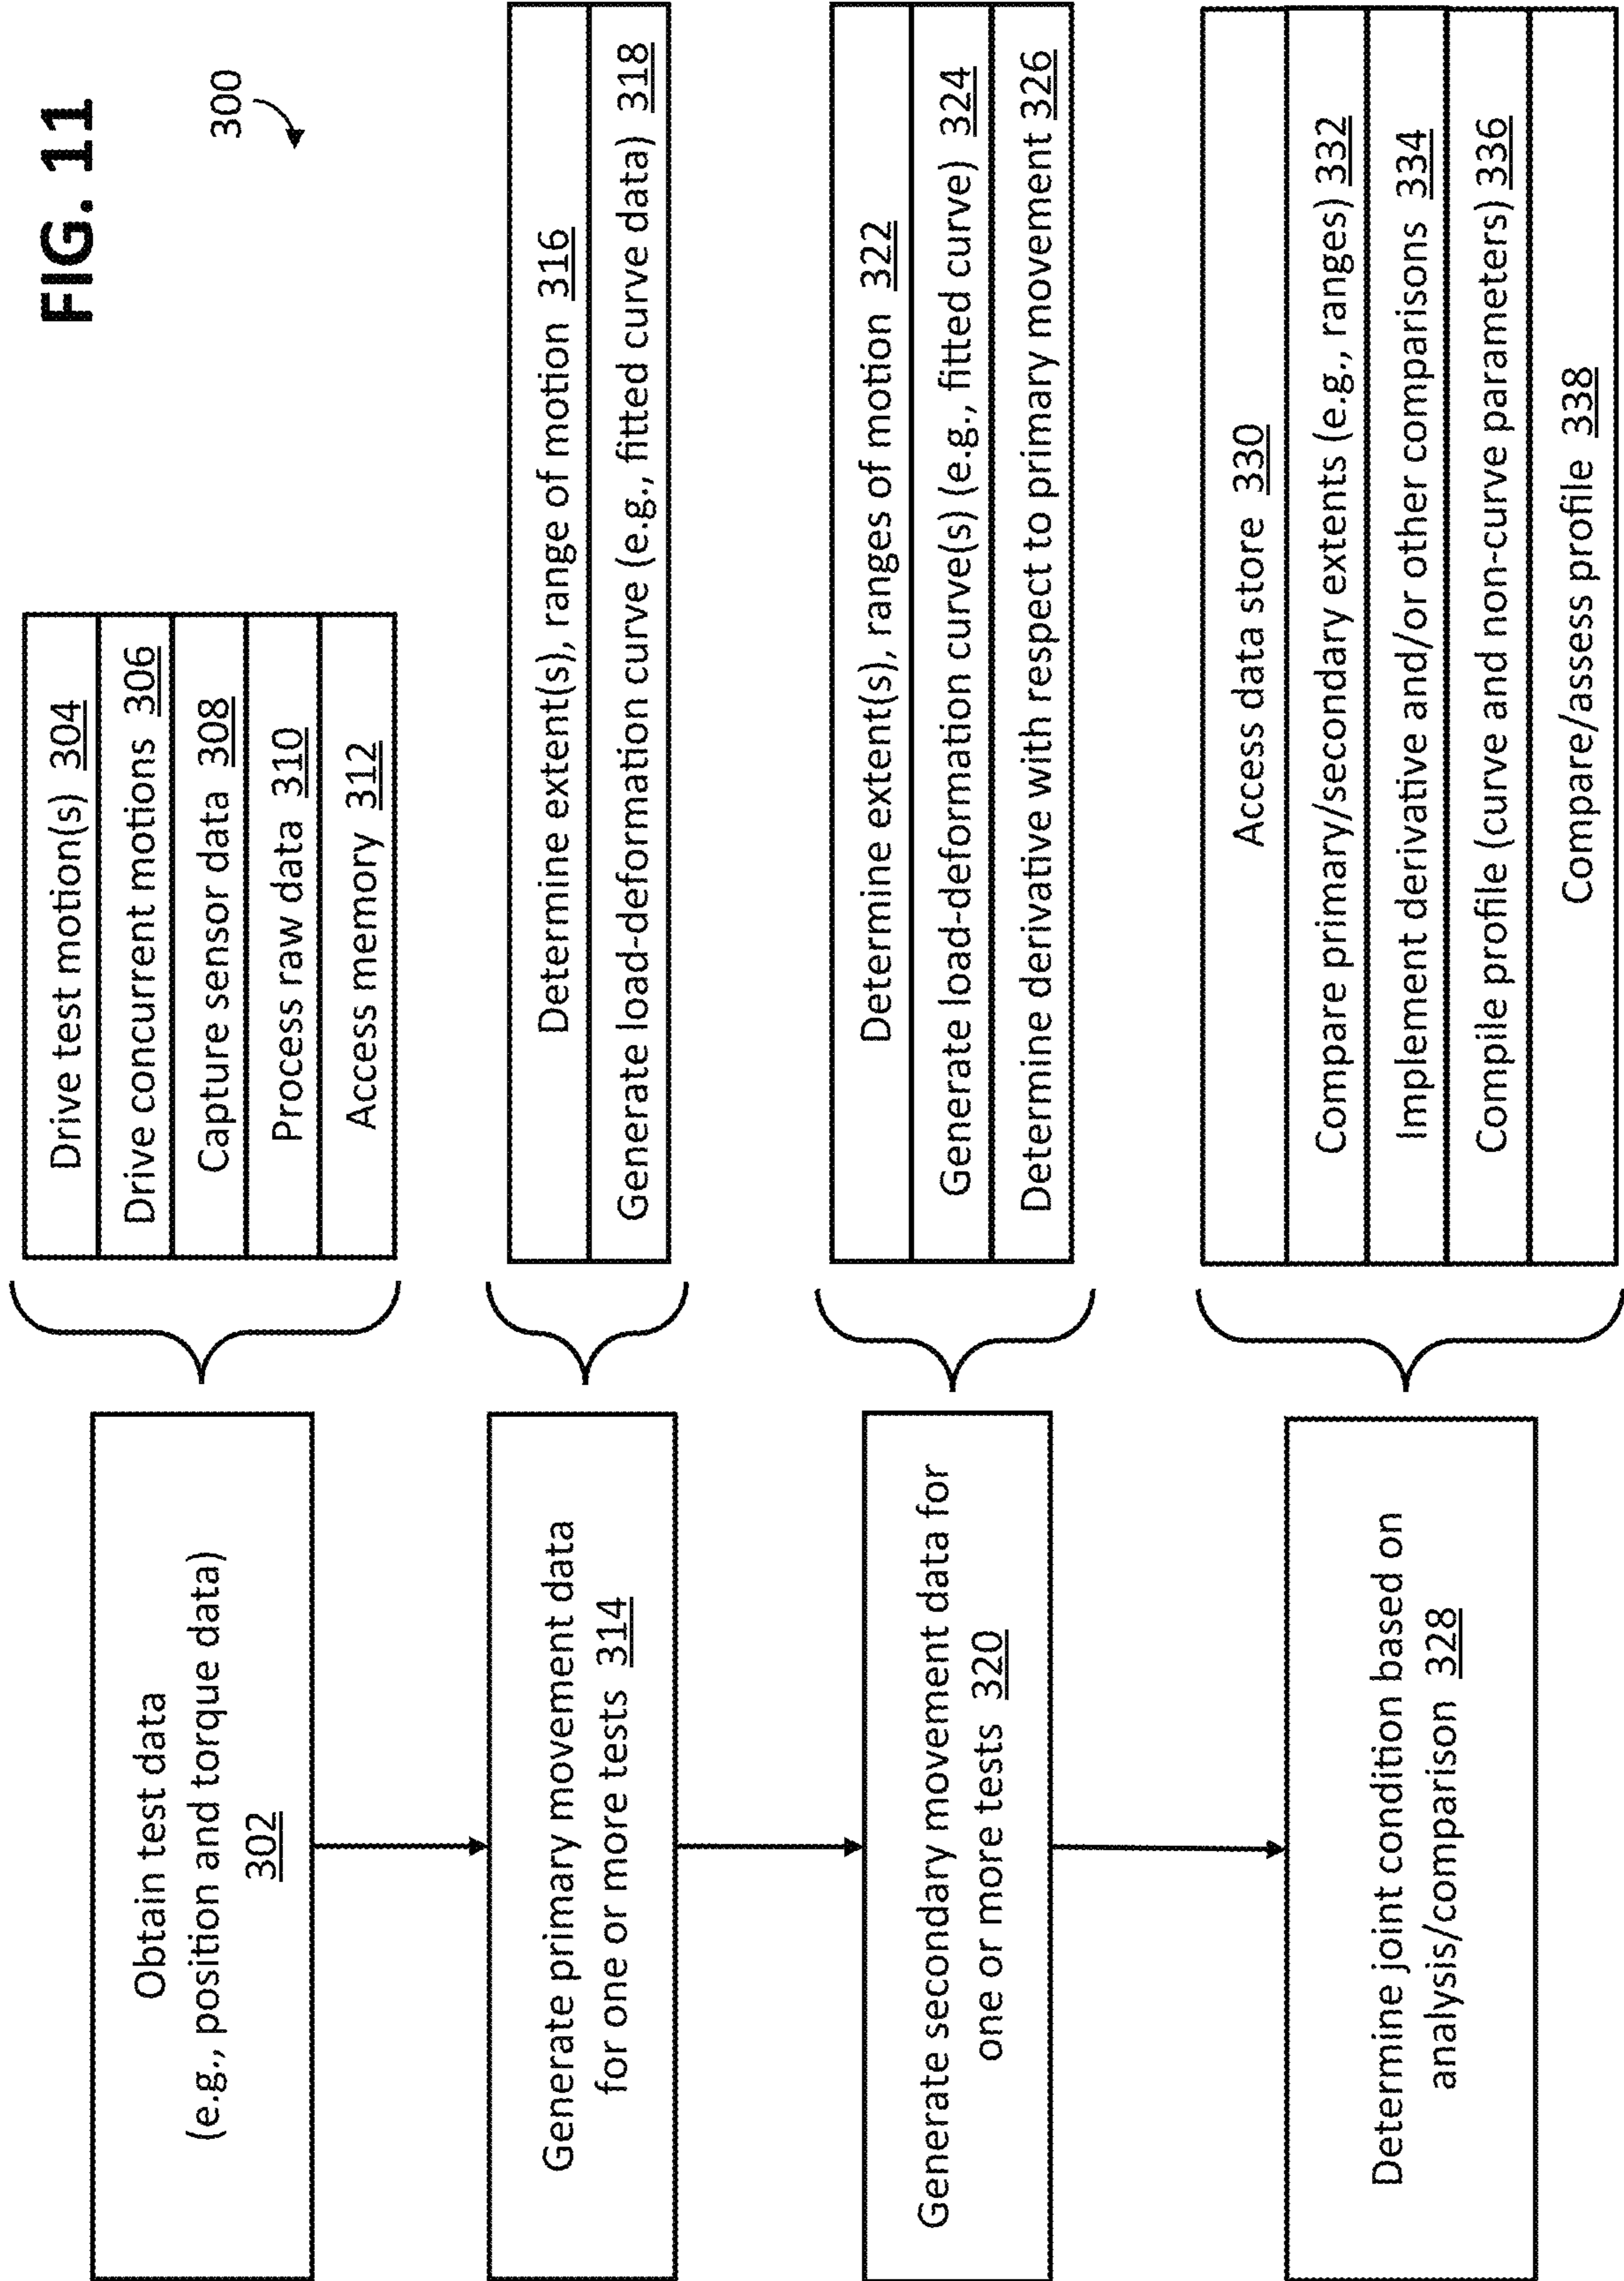 FIG. 11
300
Obtain test data
(e.g., position and torque data)
302
Drive test motion(s) 304
Drive concurrent motions 306
Capture sensor data 308
Process raw data 310
Access memory 312
Generate primary movement data
for one or more tests 314
Determine extent(s), range of motion 316
Generate load-deformation curve (e.g., fitted curve data) 318
Generate secondary movement data for
one or more tests 320
Determine extent(s), ranges of motion 322
Generate load-deformation curve(s) (e.g., fitted curve) 324
Determine derivative with respect to primary movement 326
Determine joint condition based on
analysis/comparison 328
Access data store 330
Compare primary/secondary extents (e.g., ranges) 332
Implement derivative and/or other comparisons 334
Compile profile (curve and non-curve parameters) 336
Compare/assess profile 338